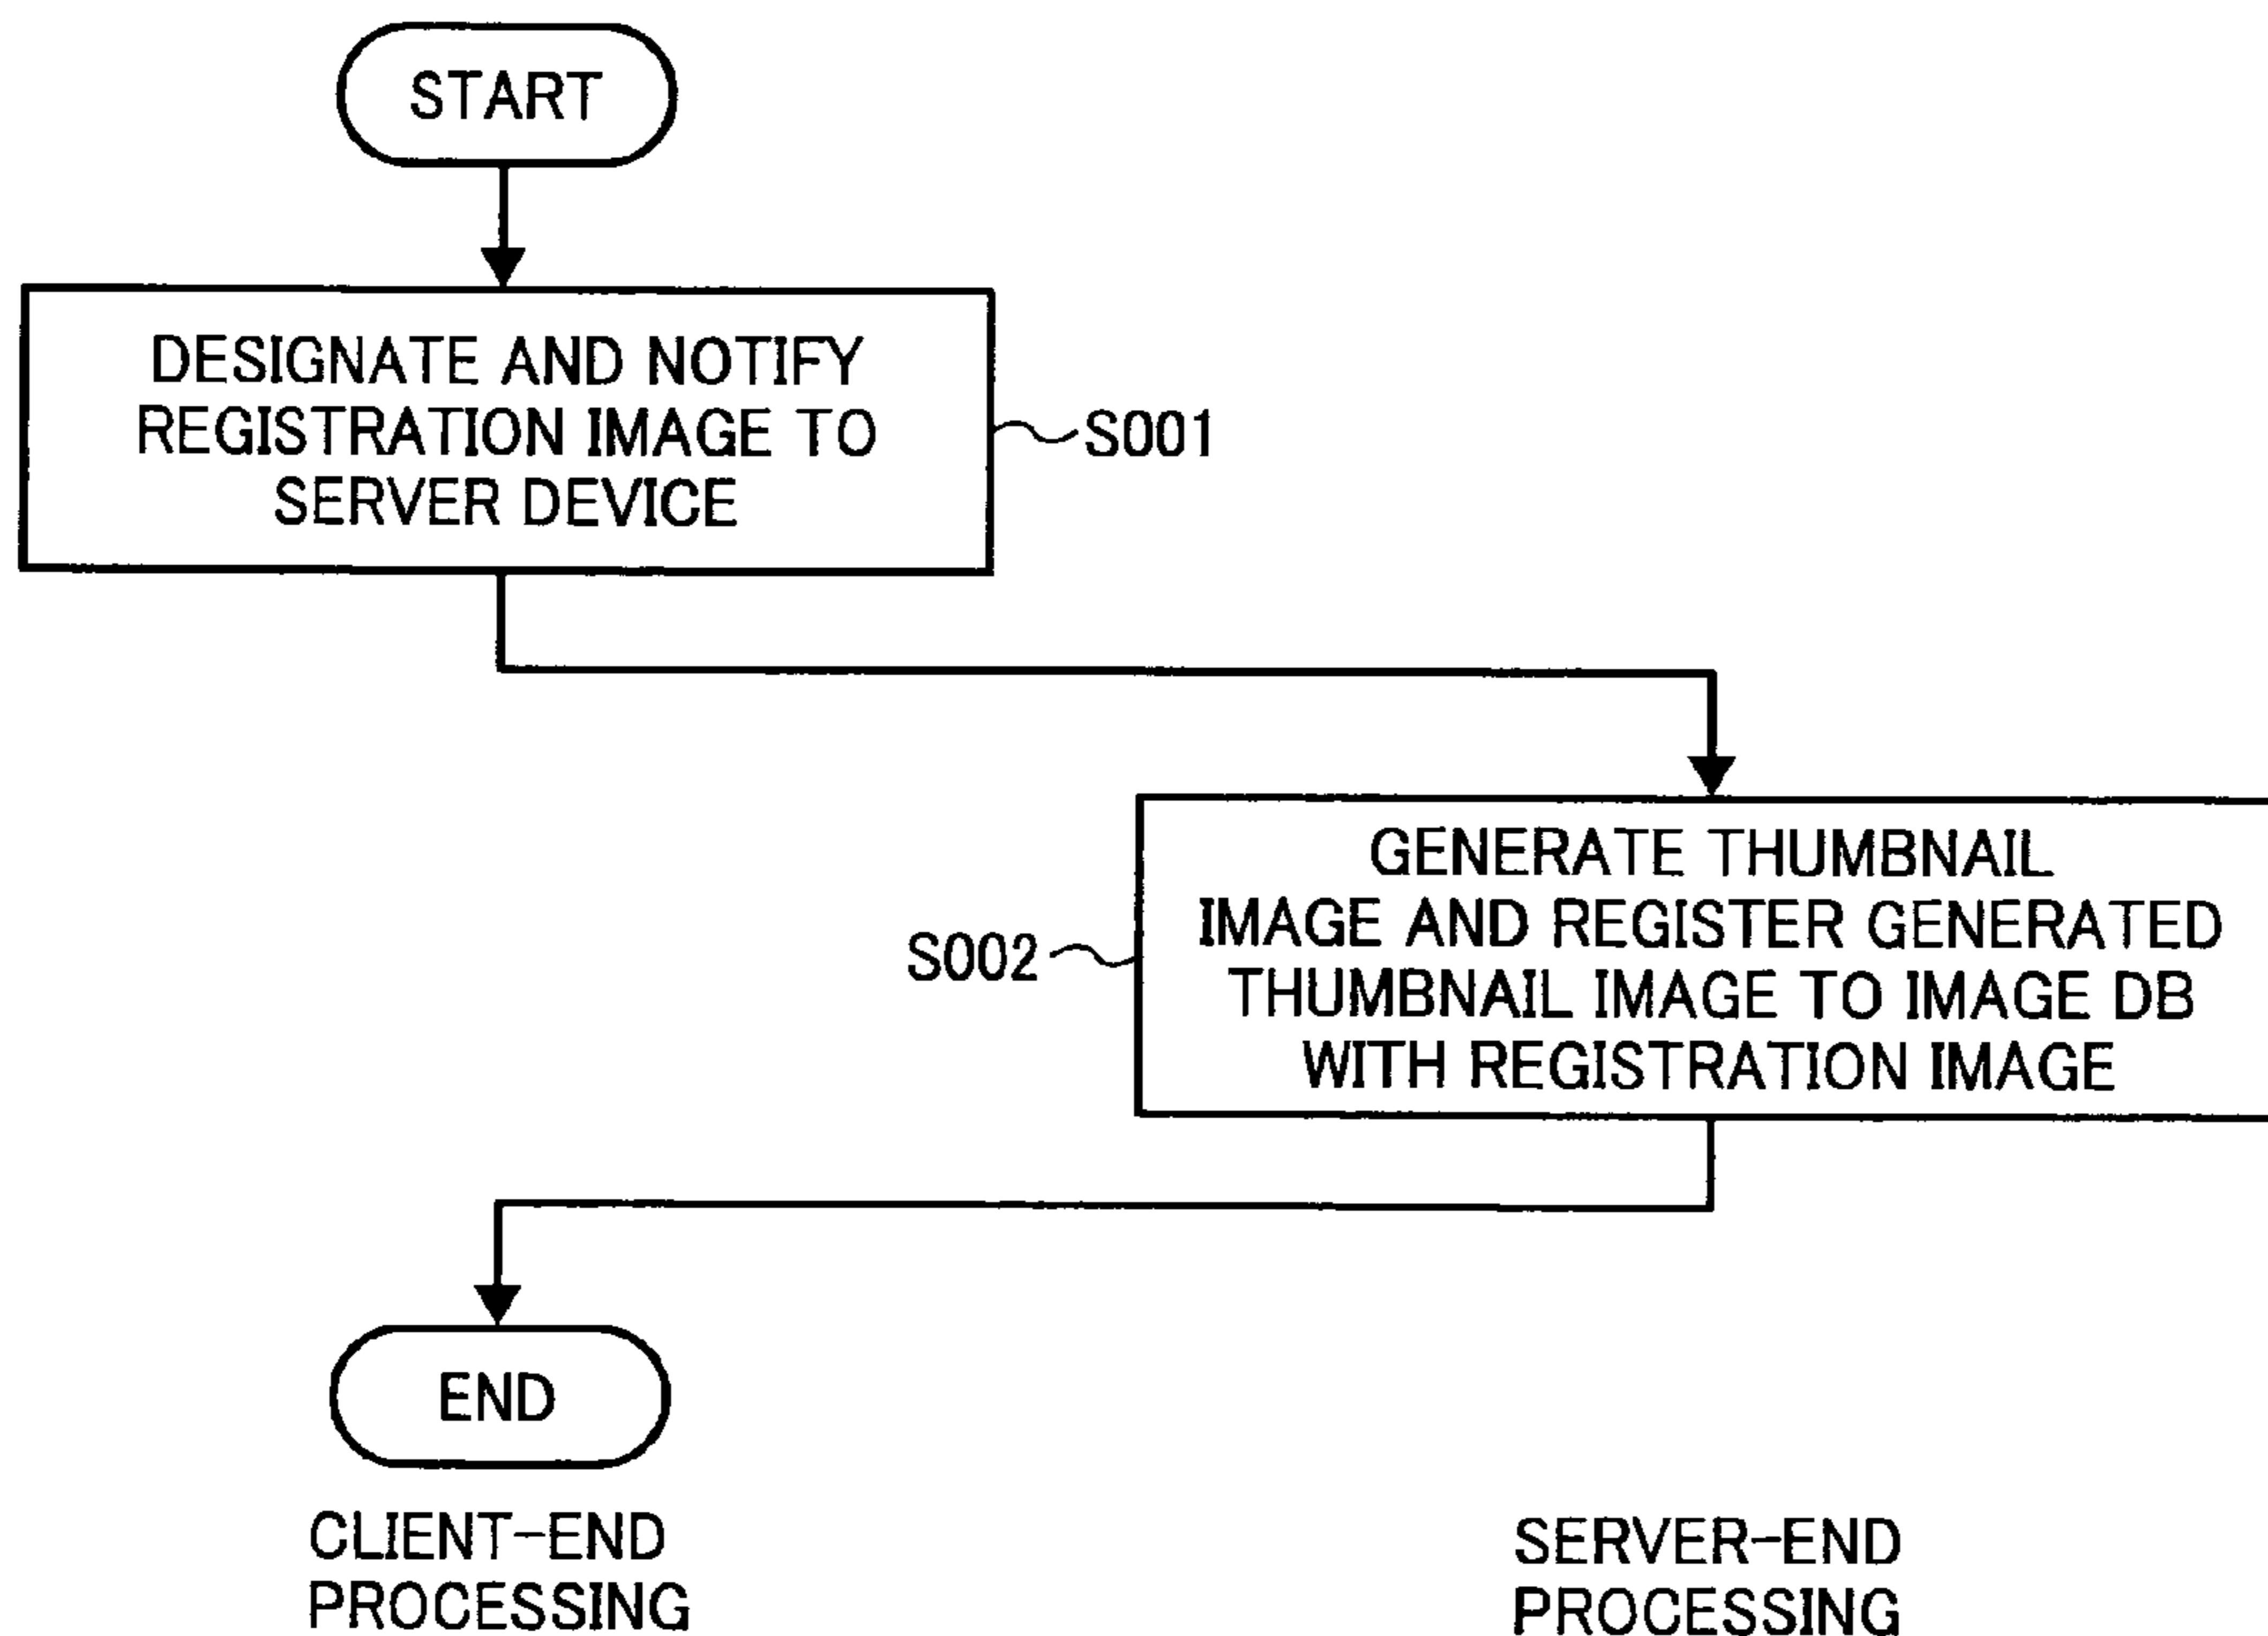 START
DESIGNATE AND NOTIFY
REGISTRATION IMAGE TO
SERVER DEVICE
S001
GENERATE THUMBNAIL
IMAGE AND REGISTER GENERATED
THUMBNAIL IMAGE TO IMAGE DB
WITH REGISTRATION IMAGE
S002
END
CLIENT-END
PROCESSING
SERVER-END
PROCESSING